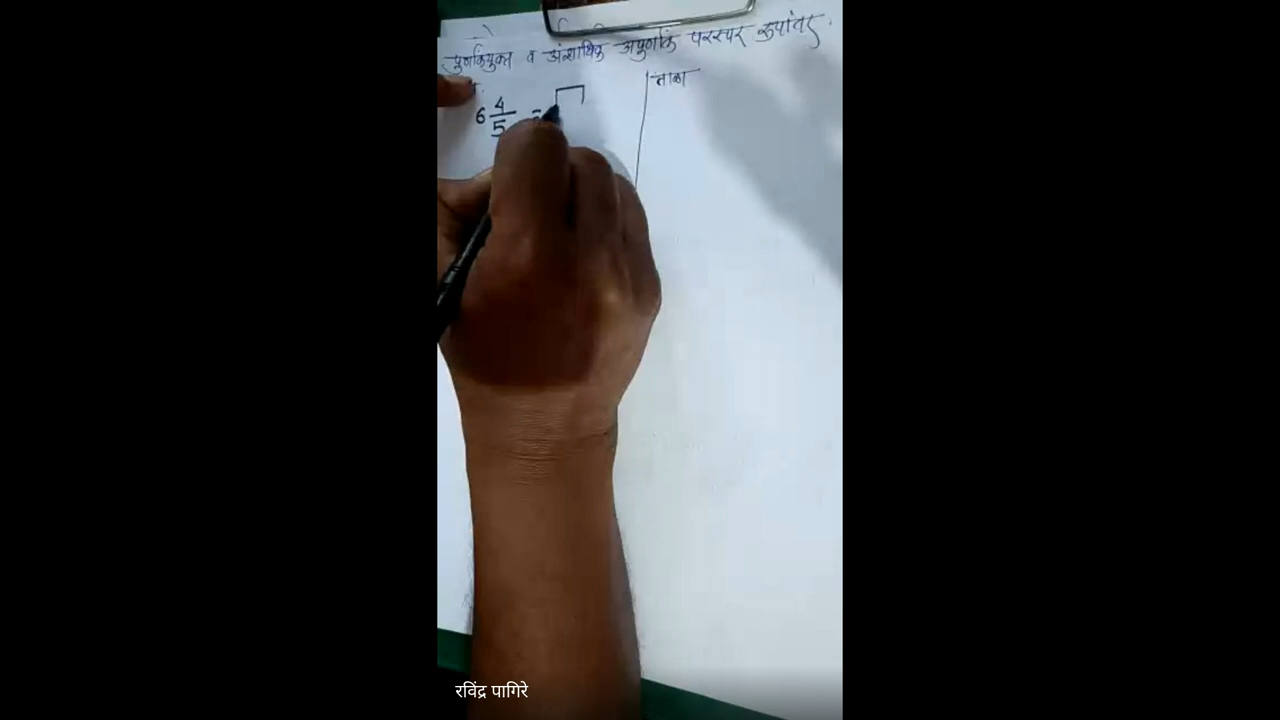 पुर्णांकयुक्त व अंशाधिक अपुर्णांक परस्पर रुपांतर.
ताळा
6 4/5 =
रविंद्र पागिरे